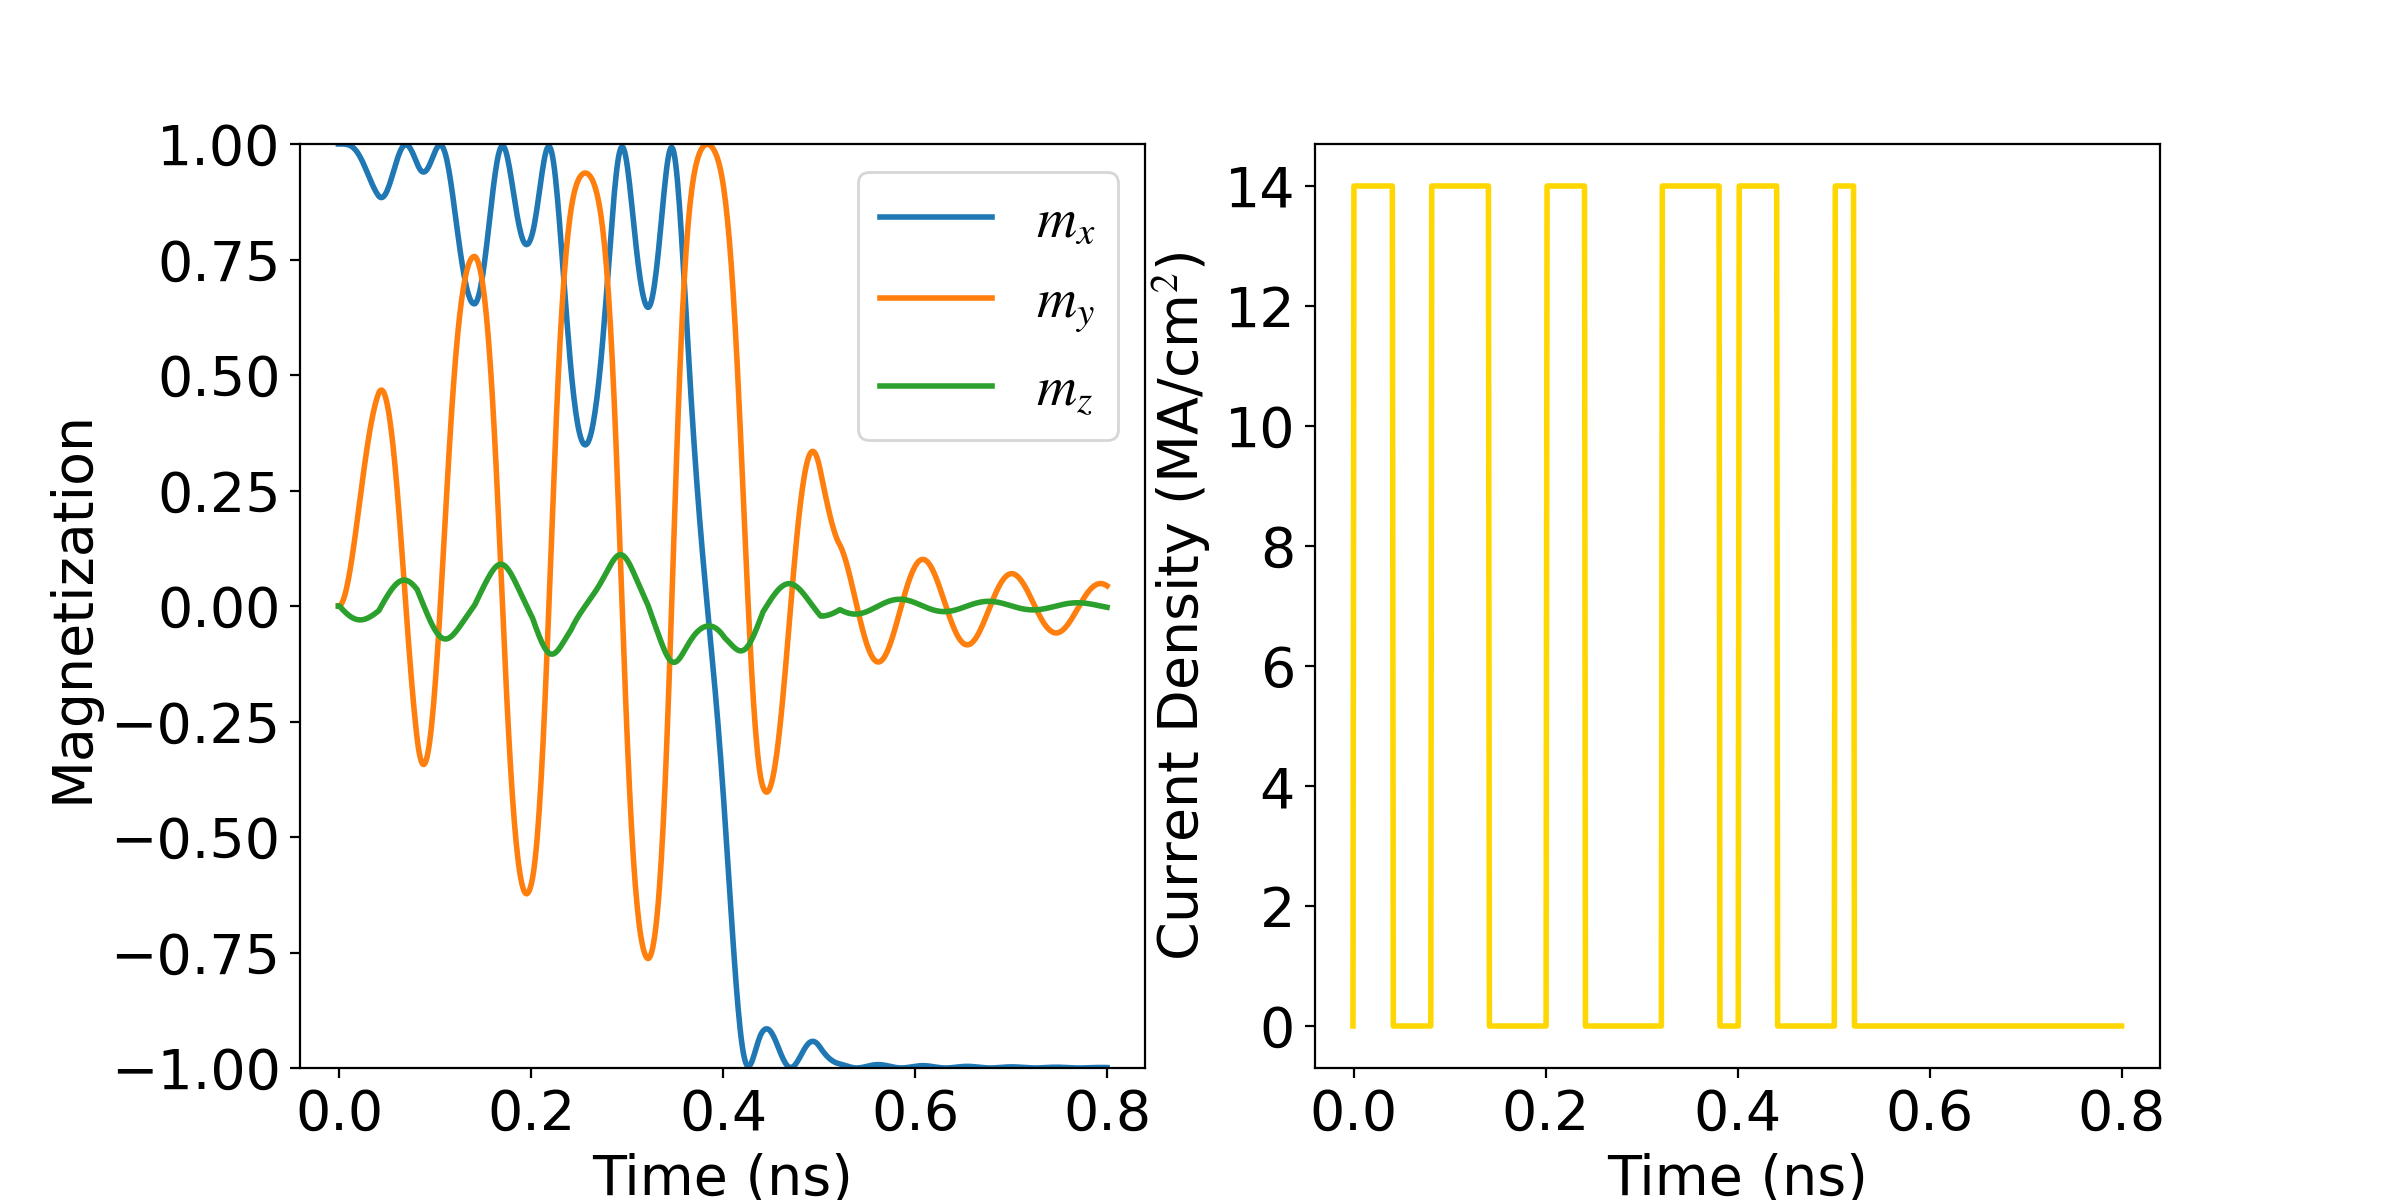 Magnetization
1.00
0.75
0.50
0.25
0.00
−0.25
−0.50
−0.75
−1.00
0.0 0.2 0.4 0.6 0.8
Time (ns)
m_x
m_y
m_z
Current Density (MA/cm²)
14
12
10
8
6
4
2
0
0.0 0.2 0.4 0.6 0.8
Time (ns)